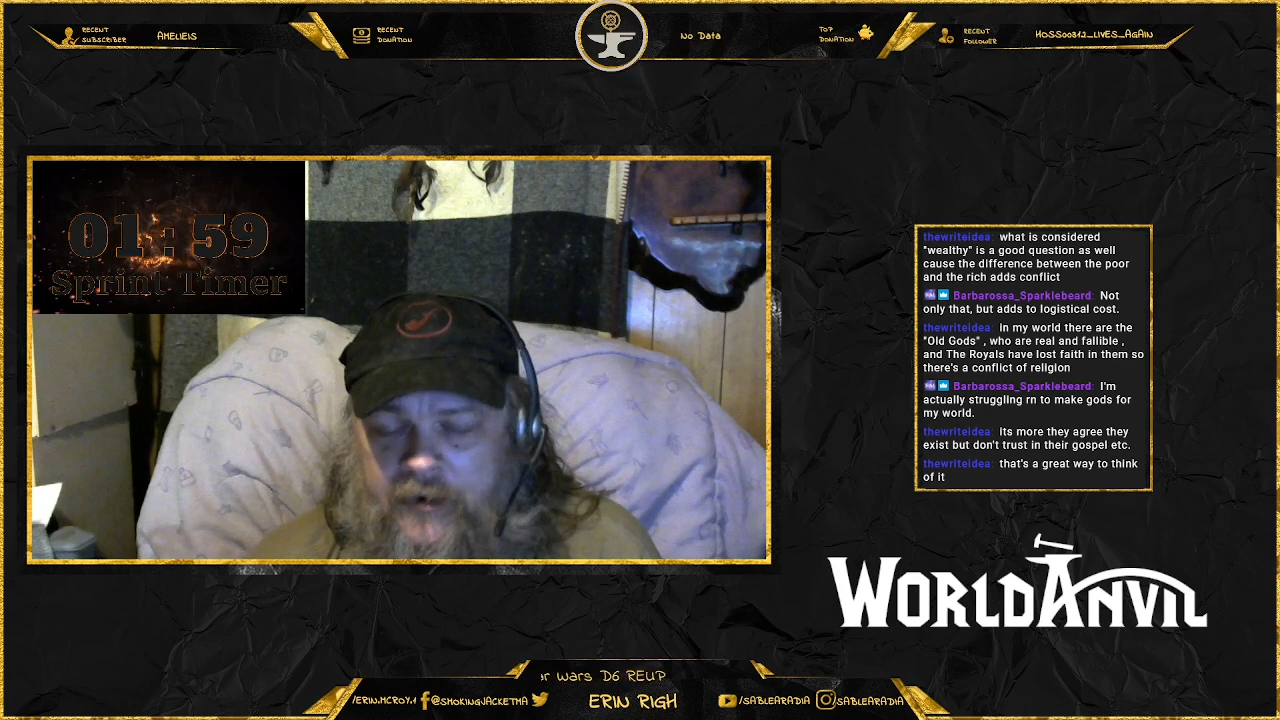 RECENT
SUBSCRIBER
AMELIEIS
RECENT
DONATION
No Data
TOP
DONATION
RECENT
FOLLOWER
HOSS00312_LIVES_AGAIN
01: 59
Sprint Timer
thewriteidea: what is considered
"wealthy" is a good question as well
cause the difference between the poor
and the rich adds conflict
Barbarossa_Sparklebeard: Not
only that, but adds to logistical cost.
thewriteidea: In my world there are the
"Old Gods" , who are real and fallible ,
and The Royals have lost faith in them so
there's a conflict of religion
Barbarossa_Sparklebeard: I'm
actually struggling rn to make gods for
my world.
thewriteidea: Its more they agree they
exist but don't trust in their gospel etc.
thewriteidea: that's a great way to think
of it
WORLDANVIL
Wars D6 REUP
/ERIN.MCROY.1
@SMOKINGJACKETMA
ERIN RIGH
/SABLEARADIA
/SABLEARADIA